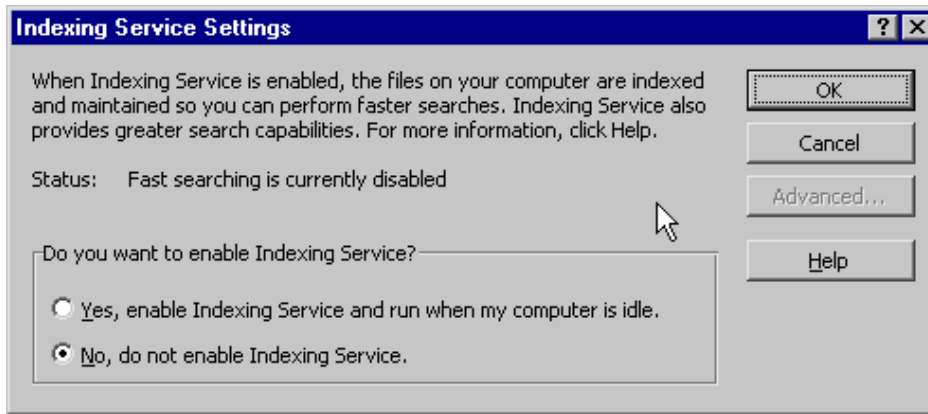 Indexing Service Settings
When Indexing Service is enabled, the files on your computer are indexed
and maintained so you can perform faster searches. Indexing Service also
provides greater search capabilities. For more information, click Help.
Status: Fast searching is currently disabled
Do you want to enable Indexing Service?
Yes, enable Indexing Service and run when my computer is idle.
No, do not enable Indexing Service.
OK
Cancel
Advanced...
Help